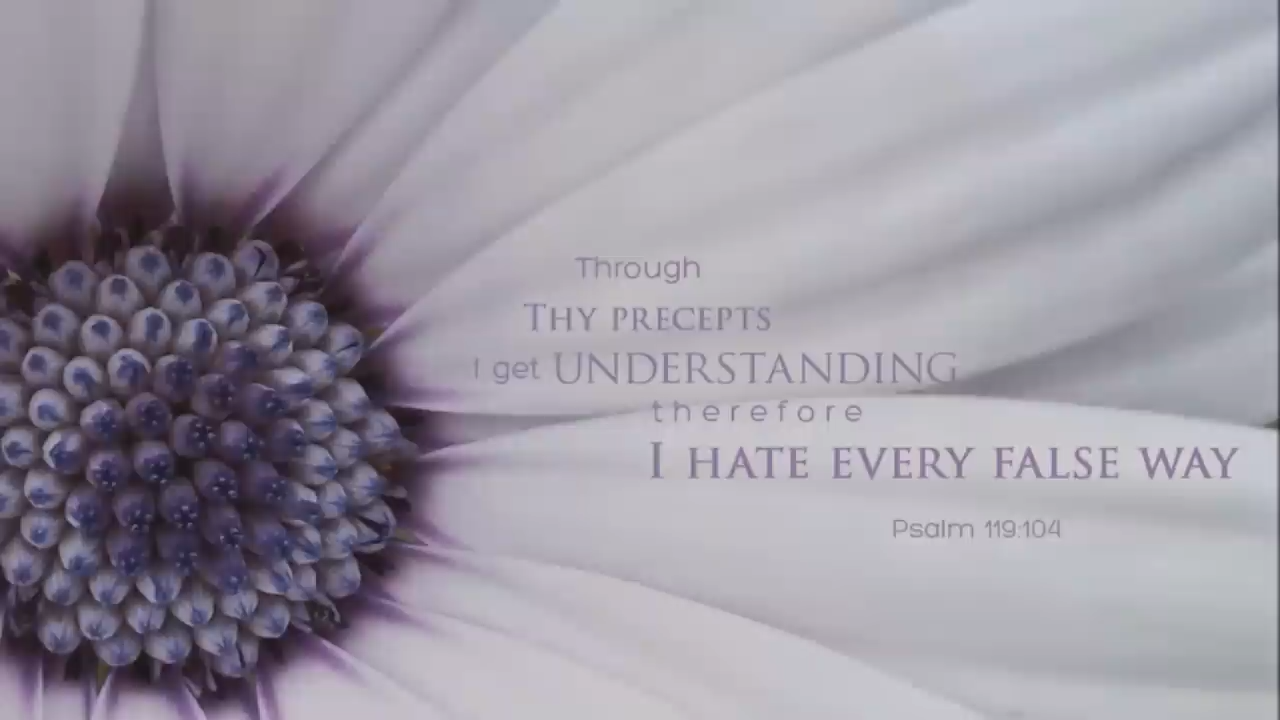 Through
THY PRECEPTS
I get UNDERSTANDING
therefore
I HATE EVERY FALSE WAY
Psalm 119:104